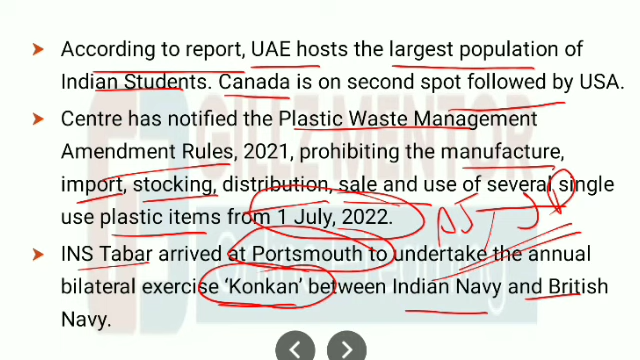 ➤ According to report, UAE hosts the largest population of
Indian Students. Canada is on second spot followed by USA.
➤ Centre has notified the Plastic Waste Management
Amendment Rules, 2021, prohibiting the manufacture,
import, stocking, distribution, sale and use of several single
use plastic items from 1 July, 2022.
➤ INS Tabar arrived at Portsmouth to undertake the annual
bilateral exercise ‘Konkan’ between Indian Navy and British
Navy.